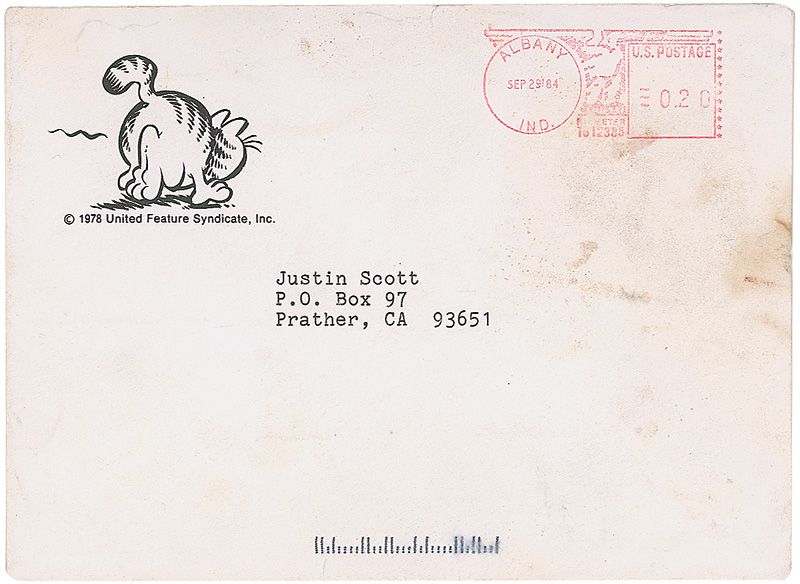 © 1978 United Feature Syndicate, Inc.
ALBANY
SEP 29 '84
IND.
U.S. POSTAGE
0.20
METER
Justin Scott
P.O. Box 97
Prather, CA 93651